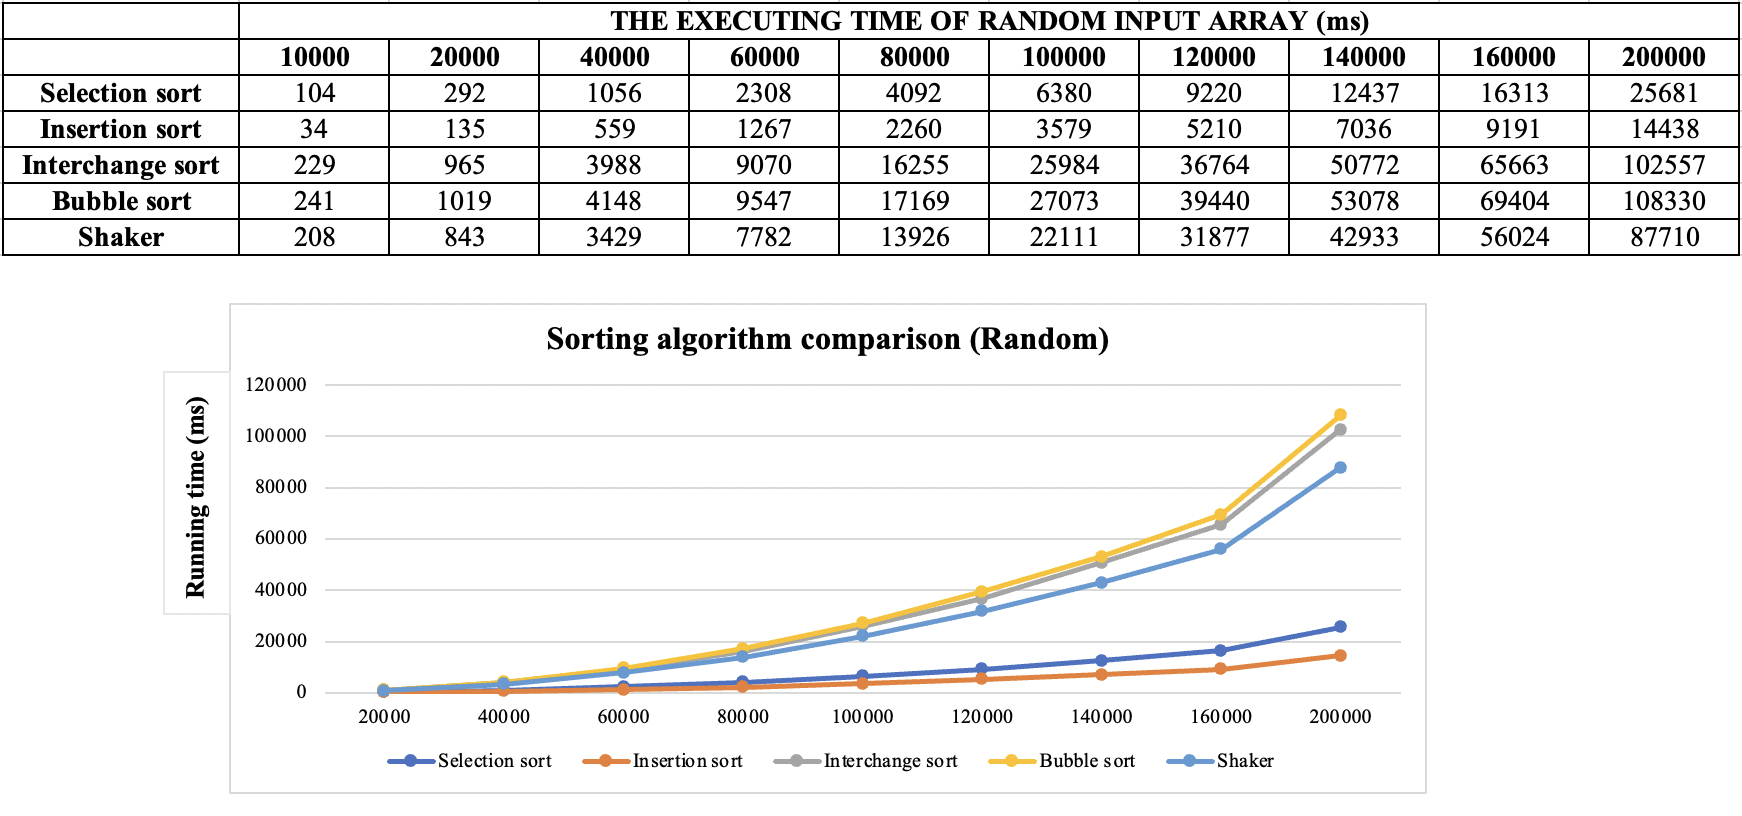 THE EXECUTING TIME OF RANDOM INPUT ARRAY (ms)
10000 20000 40000 60000 80000 100000 120000 140000 160000 200000
Selection sort 104 292 1056 2308 4092 6380 9220 12437 16313 25681
Insertion sort 34 135 559 1267 2260 3579 5210 7036 9191 14438
Interchange sort 229 965 3988 9070 16255 25984 36764 50772 65663 102557
Bubble sort 241 1019 4148 9547 17169 27073 39440 53078 69404 108330
Shaker 208 843 3429 7782 13926 22111 31877 42933 56024 87710
Sorting algorithm comparison (Random)
Running time (ms)
120000
100000
80000
60000
40000
20000
0
20000 40000 60000 80000 100000 120000 140000 160000 200000
Selection sort Insertion sort Interchange sort Bubble sort Shaker